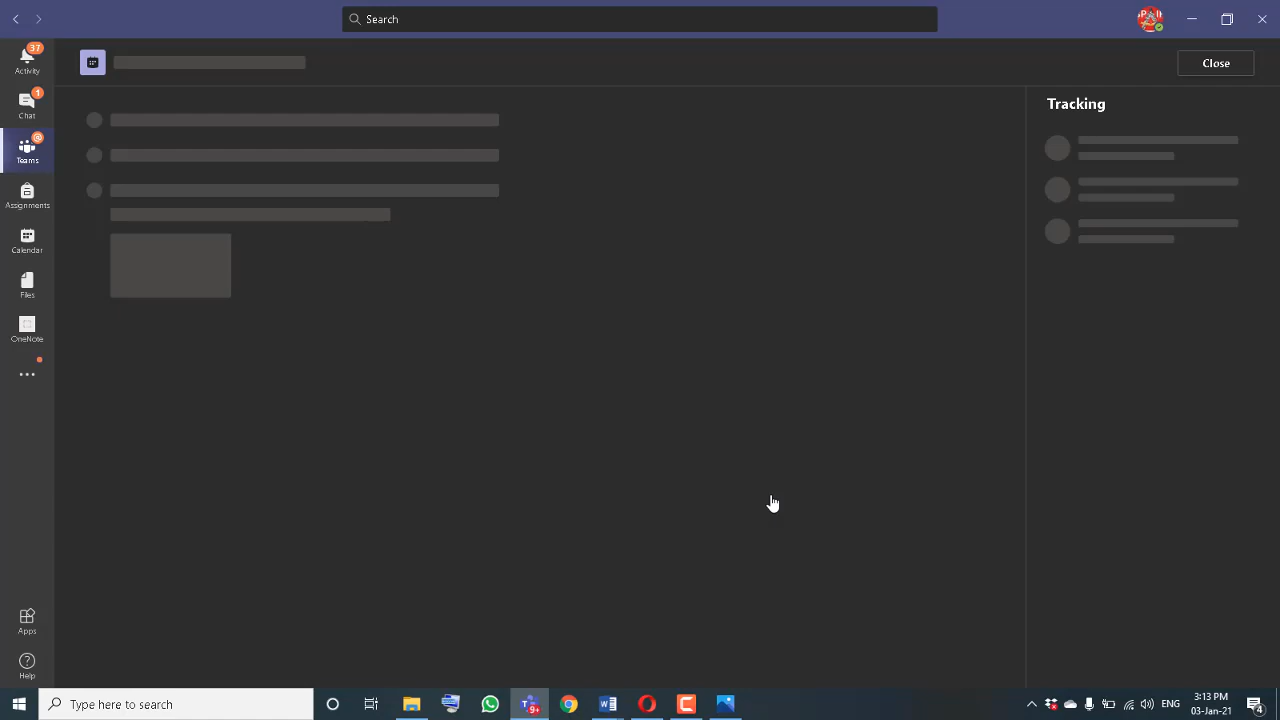 Search
37
Activity
Close
1
Chat
Tracking
@
Teams
Assignments
Calendar
Files
OneNote
Apps
?
Help
Type here to search
9+
W
ENG
3:13 PM
03-Jan-21
4